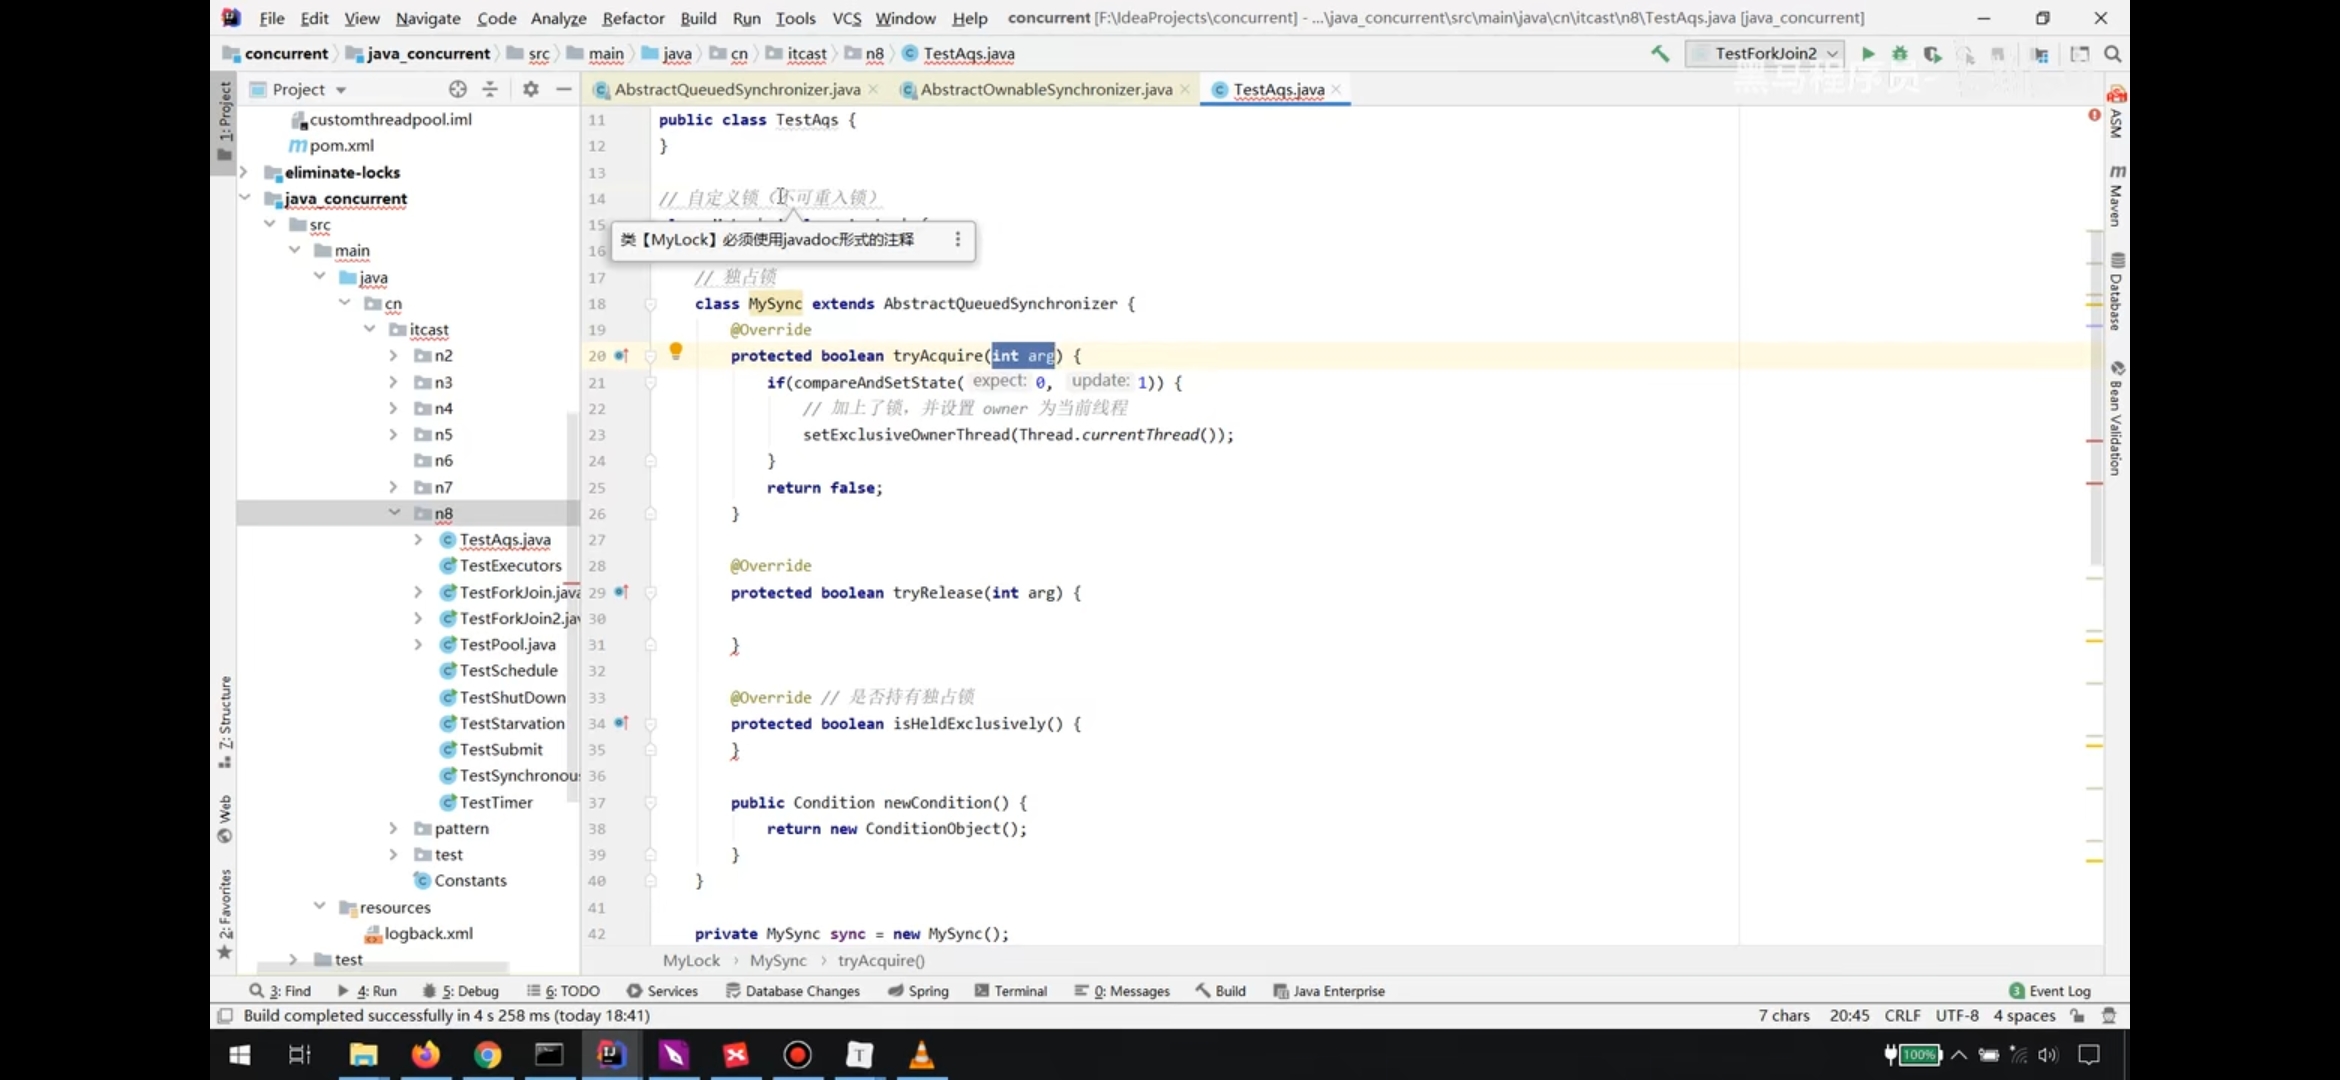 File Edit View Navigate Code Analyze Refactor Build Run Tools VCS Window Help concurrent [F:\IdeaProjects\concurrent] - ...\java_concurrent\src\main\java\cn\itcast\n8\TestAqs.java [java_concurrent]
concurrent java_concurrent src main java cn itcast n8 TestAqs.java TestForkJoin2
黑马程序员-
Project AbstractQueuedSynchronizer.java AbstractOwnableSynchronizer.java TestAqs.java
customthreadpool.iml
pom.xml
eliminate-locks
java_concurrent
src
main
java
cn
itcast
n2
n3
n4
n5
n6
n7
n8
TestAqs.java
TestExecutors
TestForkJoin.java
TestForkJoin2.jav
TestPool.java
TestSchedule
TestShutDown
TestStarvation
TestSubmit
TestSynchronous
TestTimer
pattern
test
Constants
resources
logback.xml
test
1: Project
7: Structure
Web
2: Favorites
11 public class TestAqs {
12 }
13
14 // 自定义锁（不可重入锁）
15
类【MyLock】必须使用javadoc形式的注释
16
17 // 独占锁
18 class MySync extends AbstractQueuedSynchronizer {
19 @Override
20 protected boolean tryAcquire(int arg) {
21 if(compareAndSetState( expect: 0, update: 1)) {
22 // 加上了锁，并设置 owner 为当前线程
23 setExclusiveOwnerThread(Thread.currentThread());
24 }
25 return false;
26 }
27
28 @Override
29 protected boolean tryRelease(int arg) {
30
31 }
32
33 @Override // 是否持有独占锁
34 protected boolean isHeldExclusively() {
35 }
36
37 public Condition newCondition() {
38 return new ConditionObject();
39 }
40 }
41
42 private MySync sync = new MySync();
MyLock MySync tryAcquire()
ASM
Maven
Database
Bean Validation
3: Find 4: Run 5: Debug 6: TODO Services Database Changes Spring Terminal 0: Messages Build Java Enterprise 3 Event Log
Build completed successfully in 4 s 258 ms (today 18:41) 7 chars 20:45 CRLF UTF-8 4 spaces
100%